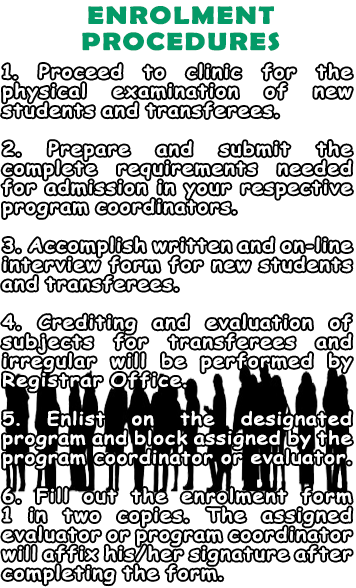 ENROLMENT
PROCEDURES
1. Proceed to clinic for the
physical examination of new
students and transferees.
2. Prepare and submit the
complete requirements needed
for admission in your respective
program coordinators.
3. Accomplish written and on-line
interview form for new students
and transferees.
4. Crediting and evaluation of
subjects for transferees and
irregular will be performed by
Registrar Office.
5. Enlist on the designated
program and block assigned by the
program coordinator or evaluator.
6. Fill out the enrolment form
1 in two copies. The assigned
evaluator or program coordinator
will affix his/her signature after
completing the form.